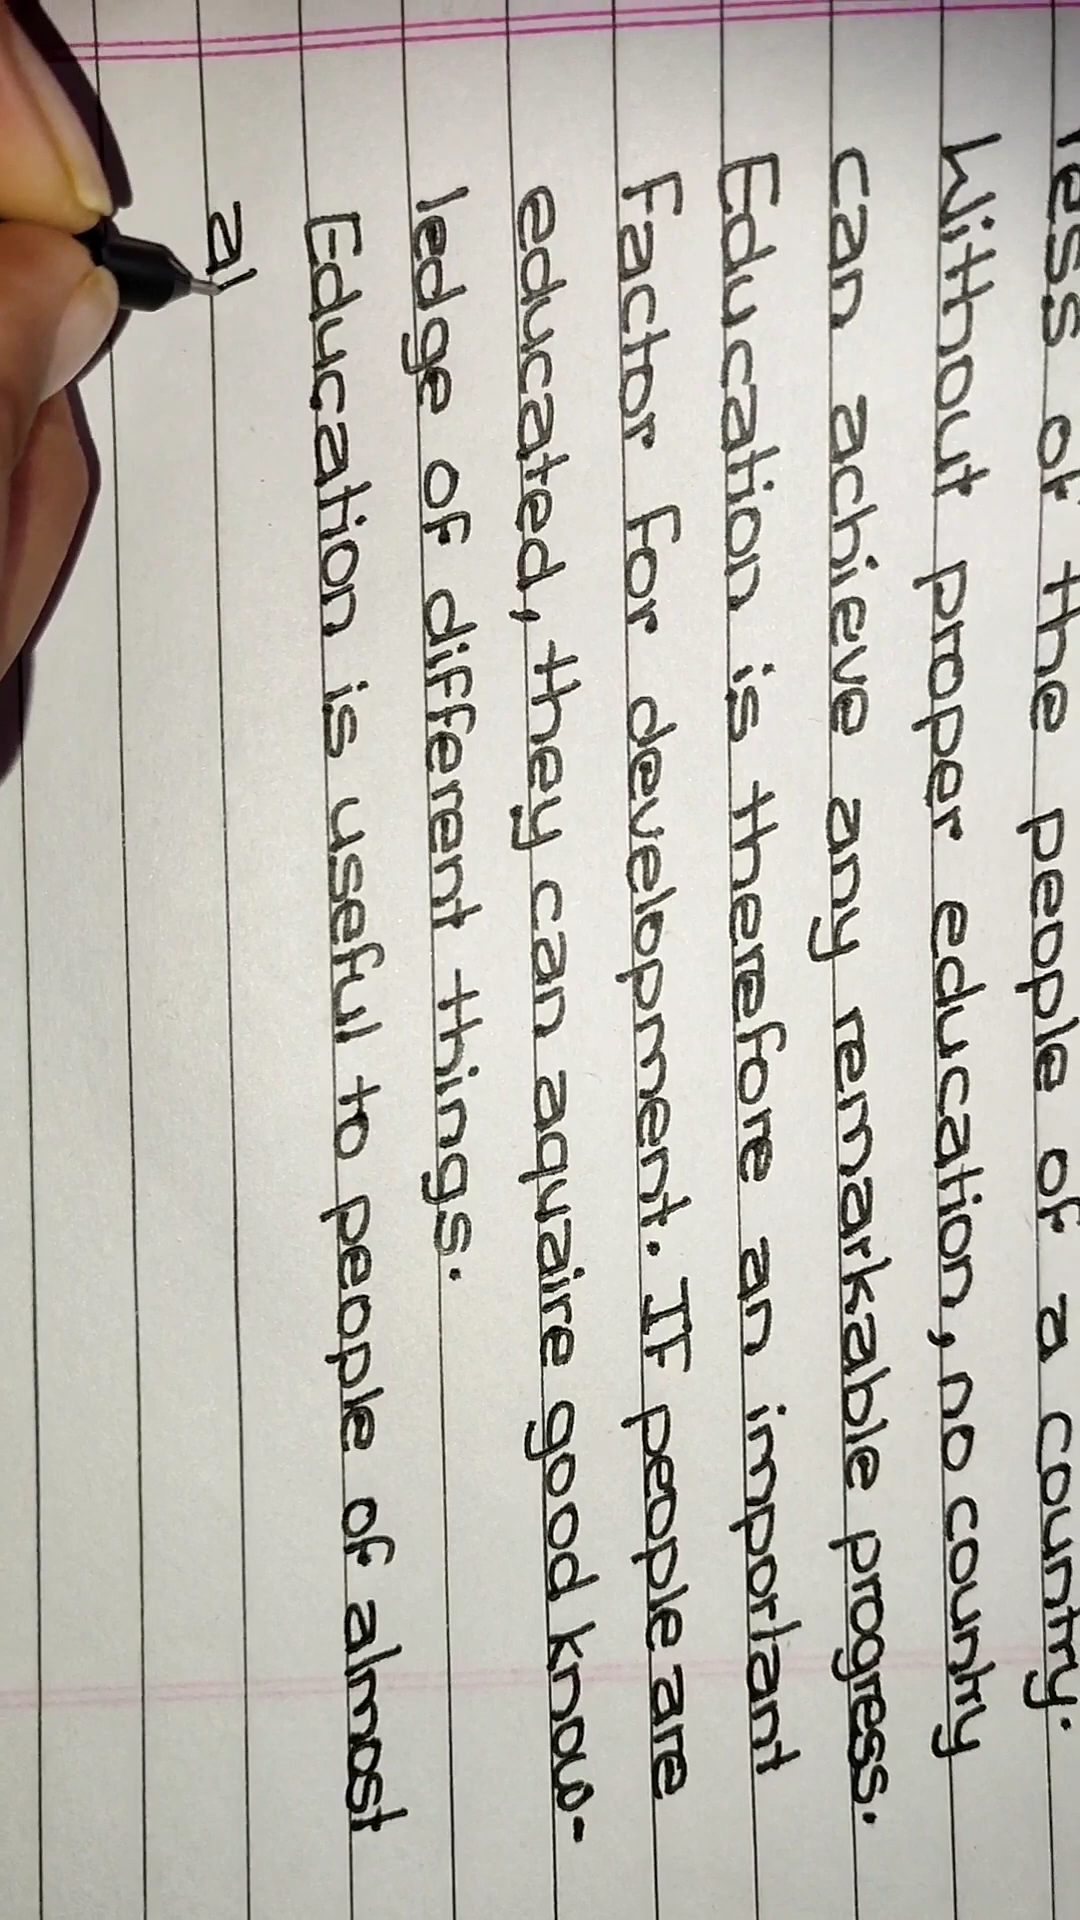 ress of the people of a country.
Without proper education, no country
can achieve any remarkable progress.
Education is therefore an important
factor for development. If people are
educated, they can aquaire good know-
ledge of different things.
Education is useful to people of almost
al